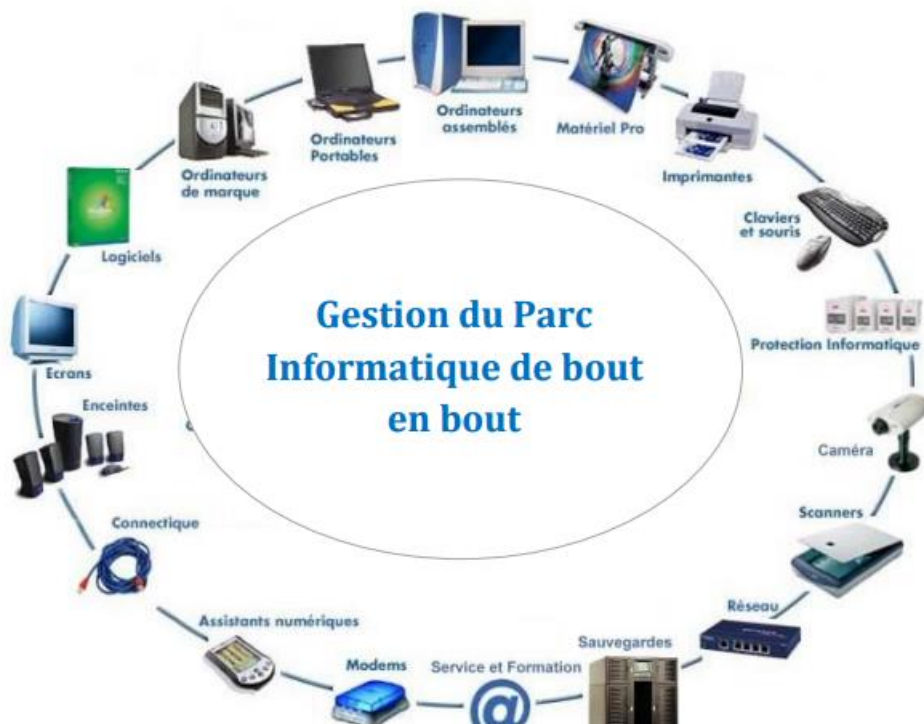 Ordinateurs
assemblés
Matériel Pro
Imprimantes
Claviers
et souris
Protection Informatique
Caméra
Scanners
Réseau
Sauvegardes
Service et Formation
@
Modems
Assistants numériques
Connectique
Enceintes
Ecrans
Logiciels
Ordinateurs
de marque
Ordinateurs
Portables
Gestion du Parc
Informatique de bout
en bout